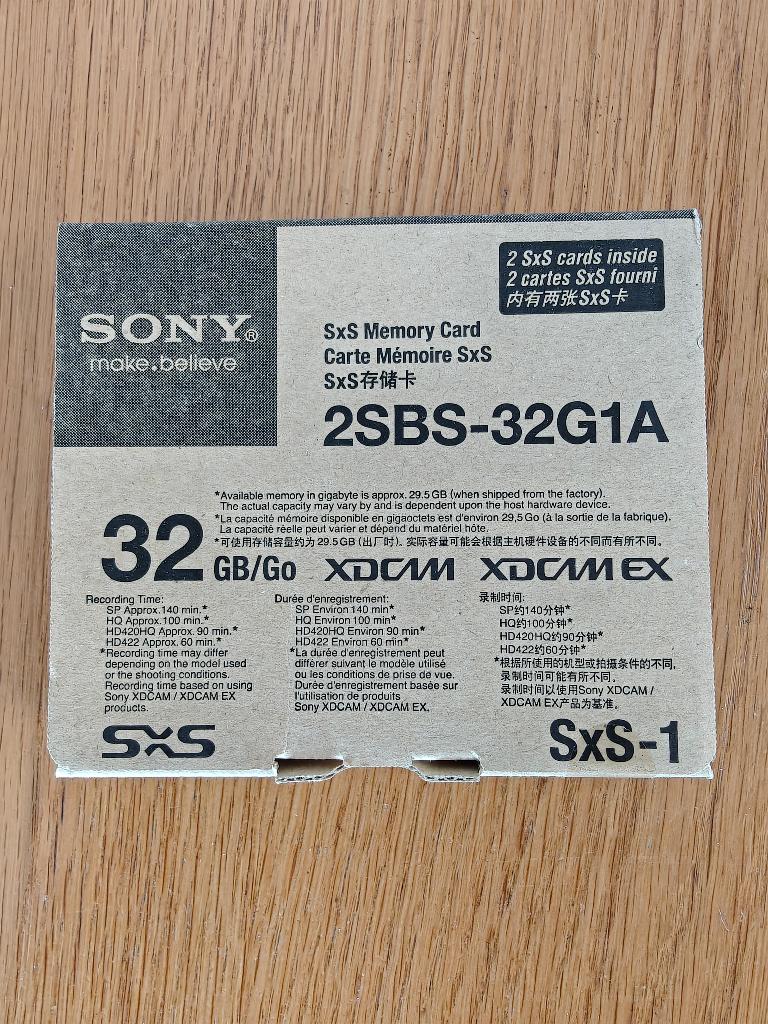 SONY®
make.believe
2 SxS cards inside
2 cartes SxS fourni
内有两张SxS卡
SxS Memory Card
Carte Mémoire SxS
SxS存储卡
2SBS-32G1A
*Available memory in gigabyte is approx. 29.5 GB (when shipped from the factory).
The actual capacity may vary by and is dependent upon the host hardware device.
*La capacité mémoire disponible en gigaoctets est d'environ 29,5 Go (à la sortie de la fabrique).
La capacité réelle peut varier et dépend du matériel hôte.
*可使用存储容量约为 29.5 GB (出厂时)。实际容量可能会根据主机硬件设备的不同而有所不同。
32 GB/Go XDCAM XDCAM EX
Recording Time:
SP Approx.140 min.*
HQ Approx.100 min.*
HD420HQ Approx. 90 min.*
HD422 Approx. 60 min.*
*Recording time may differ
depending on the model used
or the shooting conditions.
Recording time based on using
Sony XDCAM / XDCAM EX
products.
Durée d'enregistrement:
SP Environ 140 min*
HQ Environ 100 min*
HD420HQ Environ 90 min*
HD422 Environ 60 min*
*La durée d'enregistrement peut
différer suivant le modèle utilisé
ou les conditions de prise de vue.
Durée d'enregistrement basée sur
l'utilisation de produits
Sony XDCAM / XDCAM EX.
录制时间:
SP约140分钟*
HQ约100分钟*
HD420HQ约90分钟*
HD422约60分钟*
*根据所使用的机型或拍摄条件的不同,
录制时间可能有所不同。
录制时间以使用Sony XDCAM /
XDCAM EX产品为基准。
SxS
SxS-1